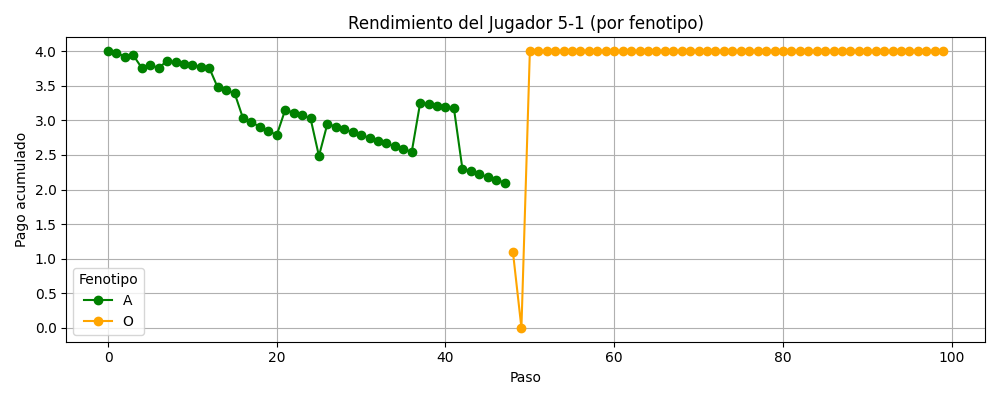 Rendimiento del Jugador 5-1 (por fenotipo)
Pago acumulado
4.0
3.5
3.0
2.5
2.0
1.5
1.0
0.5
0.0
Fenotipo
A
O
0 20 40 60 80 100
Paso